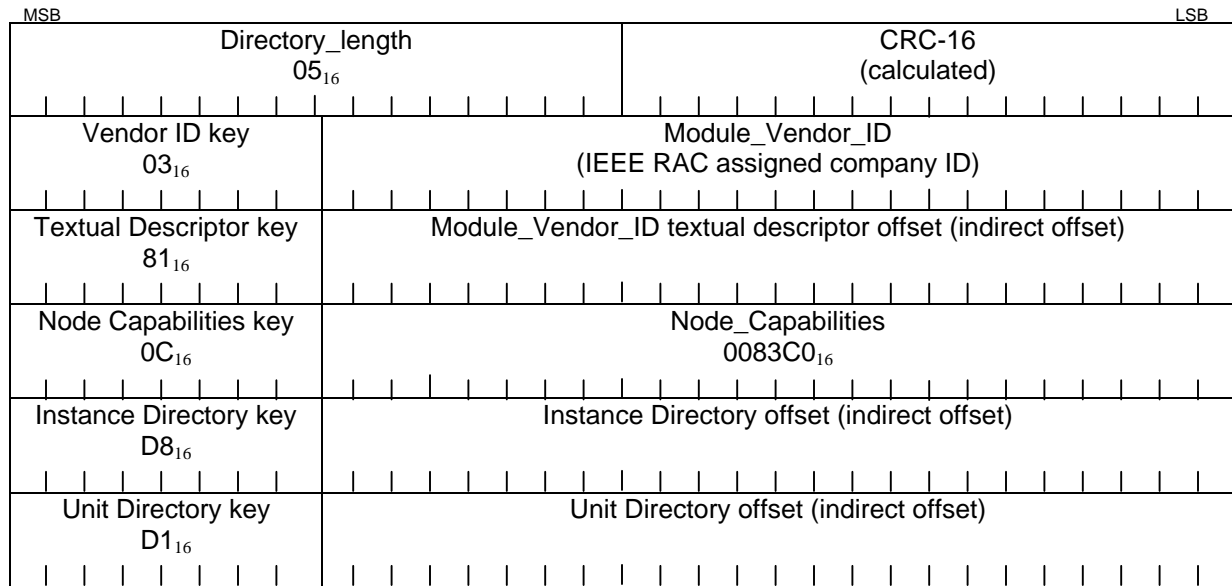 MSB LSB
Directory_length CRC-16
05₁₆ (calculated)
Vendor ID key Module_Vendor_ID
03₁₆ (IEEE RAC assigned company ID)
Textual Descriptor key Module_Vendor_ID textual descriptor offset (indirect offset)
81₁₆
Node Capabilities key Node_Capabilities
0C₁₆ 0083C0₁₆
Instance Directory key Instance Directory offset (indirect offset)
D8₁₆
Unit Directory key Unit Directory offset (indirect offset)
D1₁₆